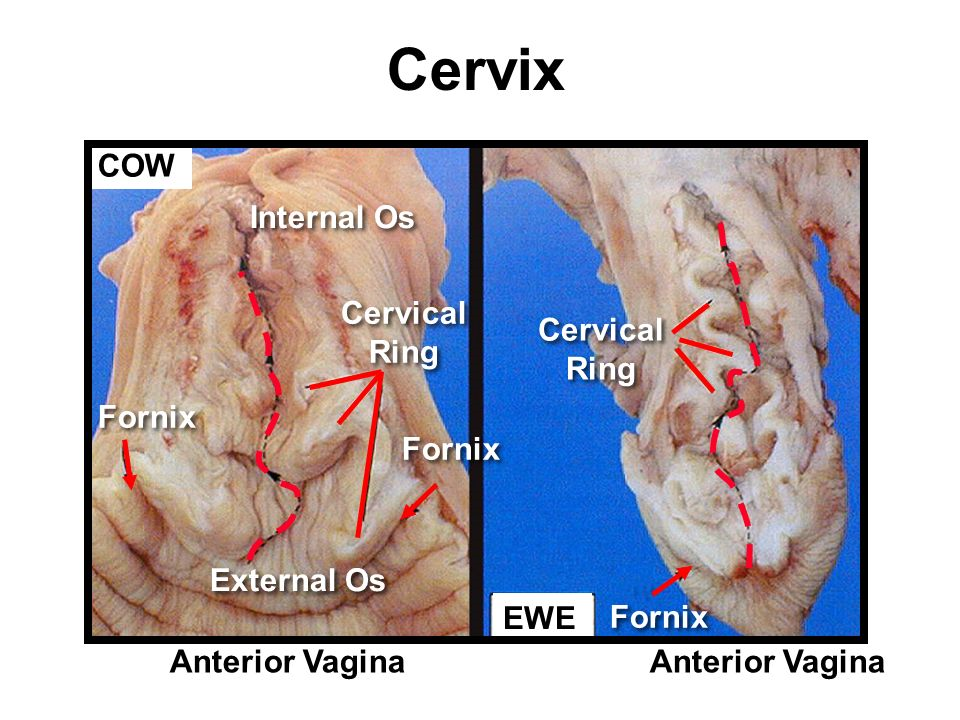 Cervix
COW
Internal Os
Cervical
Ring
Fornix
Fornix
External Os
Anterior Vagina
Cervical
Ring
EWE
Fornix
Anterior Vagina